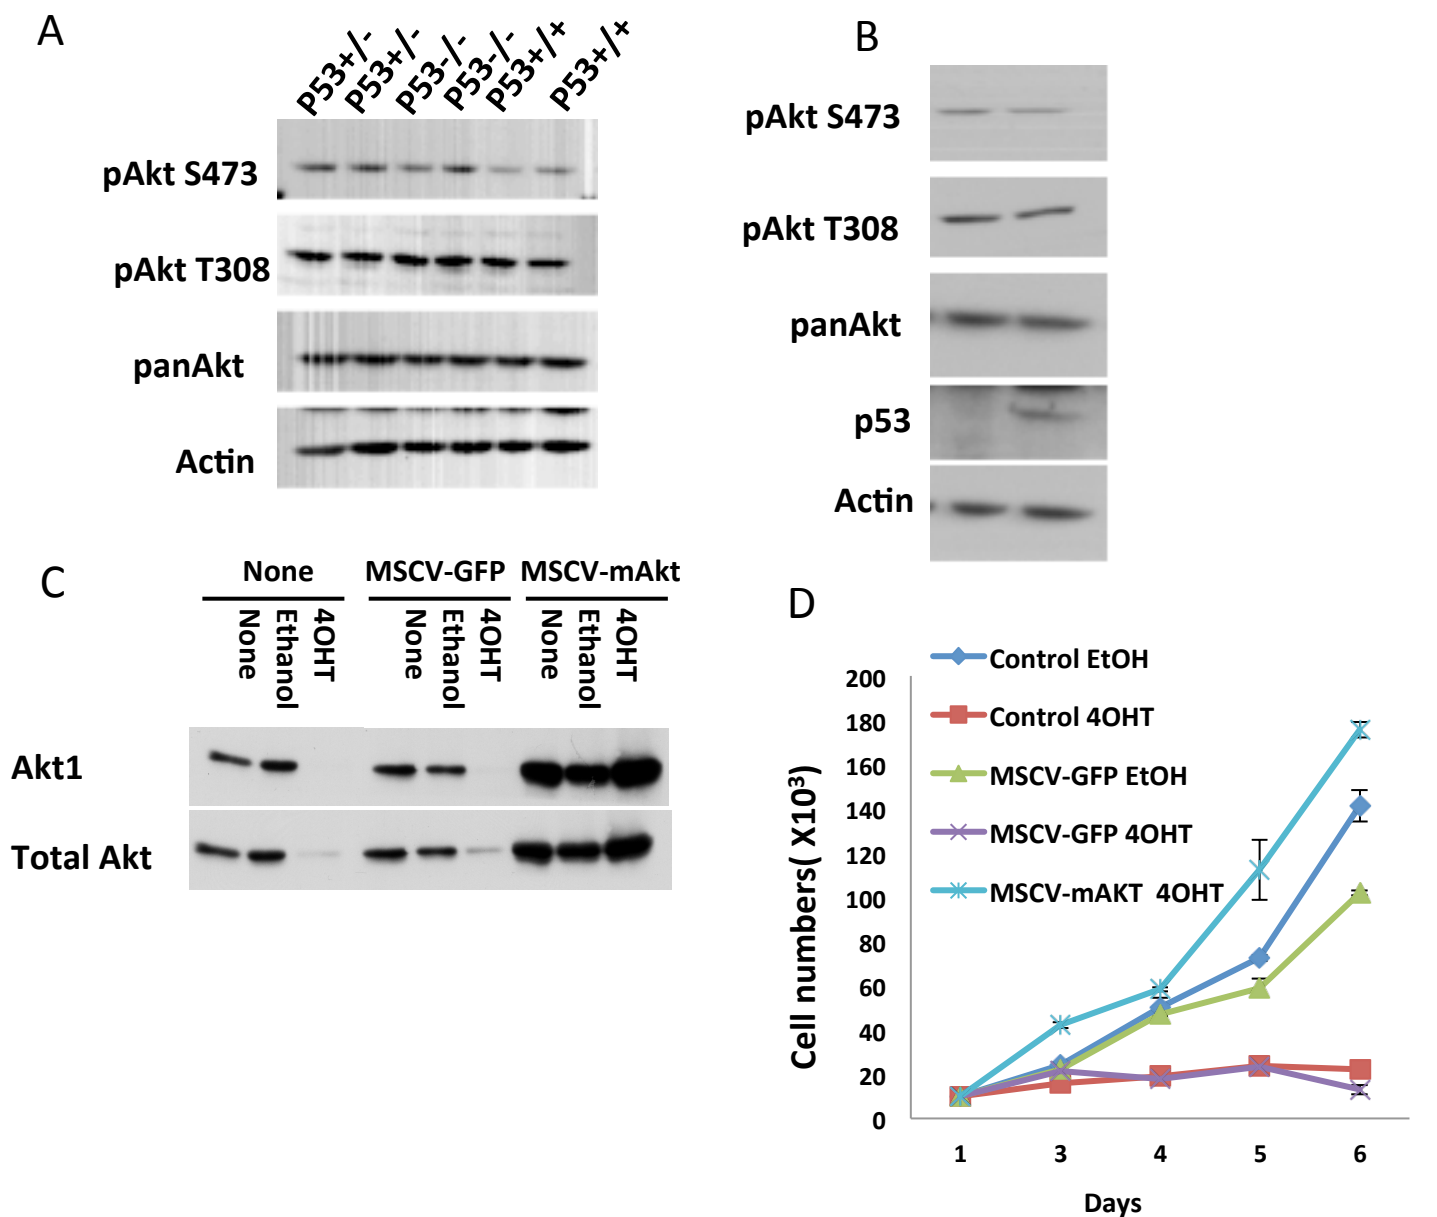 A
P53+/-
P53+/-
P53-/-
P53-/-
P53+/+
P53+/+
pAkt S473
pAkt T308
panAkt
Actin
B
pAkt S473
pAkt T308
panAkt
p53
Actin
C
None MSCV-GFP MSCV-mAkt
None Ethanol 4OHT None Ethanol 4OHT None Ethanol 4OHT
Akt1
Total Akt
D
Control EtOH
Control 4OHT
MSCV-GFP EtOH
MSCV-GFP 4OHT
MSCV-mAKT 4OHT
Cell numbers( X10³)
200
180
160
140
120
100
80
60
40
20
0
1 3 4 5 6
Days